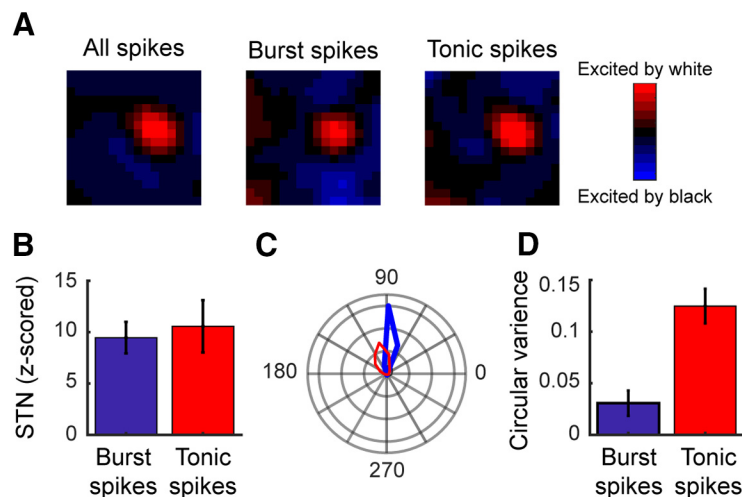 A
All spikes
Burst spikes
Tonic spikes
Excited by white
Excited by black
B
STN (z-scored)
15
10
5
0
Burst spikes
Tonic spikes
C
90
180
0
270
D
Circular varience
0.15
0.1
0.05
0
Burst spikes
Tonic spikes